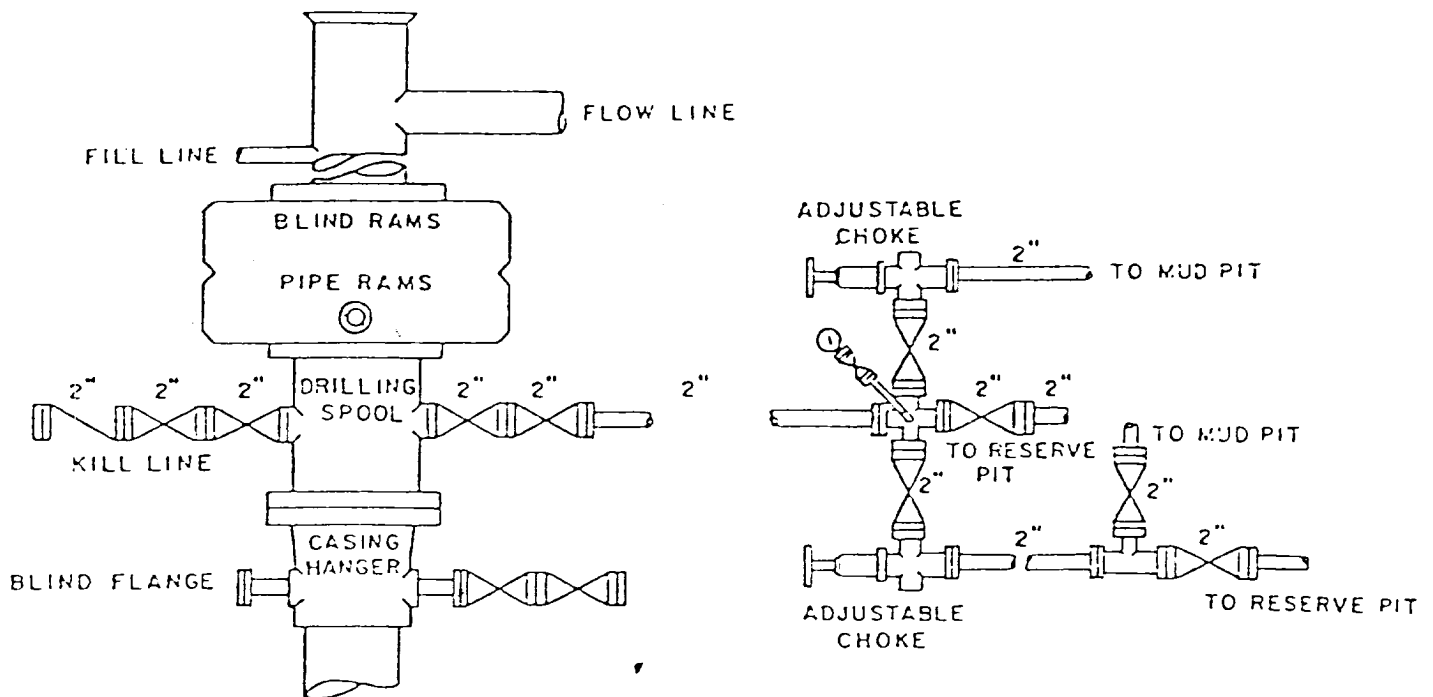 FLOW LINE
FILL LINE
BLIND RAMS
PIPE RAMS
2" 2" 2"
DRILLING
SPOOL
2" 2" 2"
KILL LINE
CASING
HANGER
BLIND FLANGE
ADJUSTABLE
CHOKE
2"
TO MUD PIT
2"
2" 2"
TO RESERVE
PIT
TO MUD PIT
2"
2"
2"
2"
TO RESERVE PIT
ADJUSTABLE
CHOKE